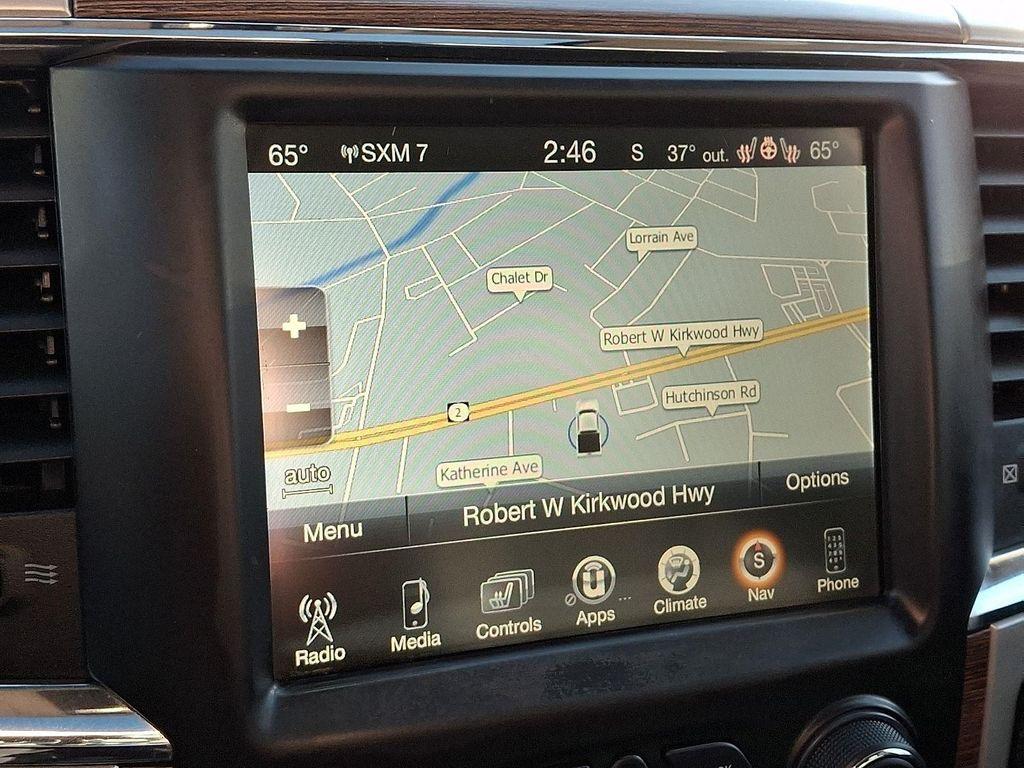 65° SXM 7 2:46 S 37° out. 65°
Lorrain Ave
Chalet Dr
+
Robert W Kirkwood Hwy
Hutchinson Rd
2
-
Katherine Ave
auto
Menu
Robert W Kirkwood Hwy
Options
Radio
Media
Controls
Apps
Climate
S
Nav
Phone